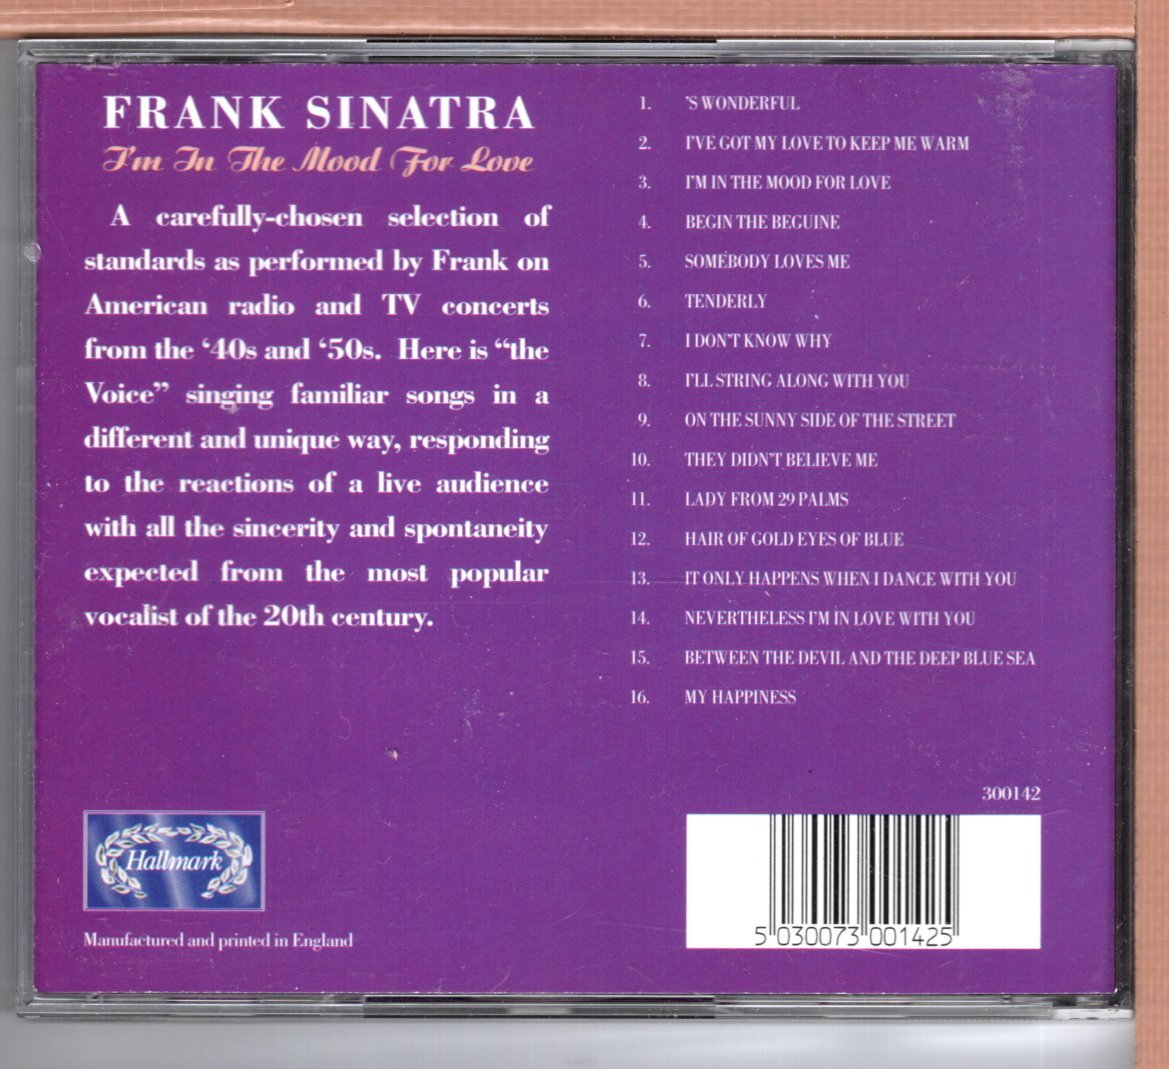 FRANK SINATRA
I'm In The Mood For Love
A carefully-chosen selection of
standards as performed by Frank on
American radio and TV concerts
from the ‘40s and ‘50s. Here is “the
Voice” singing familiar songs in a
different and unique way, responding
to the reactions of a live audience
with all the sincerity and spontaneity
expected from the most popular
vocalist of the 20th century.
1. ’S WONDERFUL
2. I’VE GOT MY LOVE TO KEEP ME WARM
3. I’M IN THE MOOD FOR LOVE
4. BEGIN THE BEGUINE
5. SOMEBODY LOVES ME
6. TENDERLY
7. I DON’T KNOW WHY
8. I’LL STRING ALONG WITH YOU
9. ON THE SUNNY SIDE OF THE STREET
10. THEY DIDN’T BELIEVE ME
11. LADY FROM 29 PALMS
12. HAIR OF GOLD EYES OF BLUE
13. IT ONLY HAPPENS WHEN I DANCE WITH YOU
14. NEVERTHELESS I’M IN LOVE WITH YOU
15. BETWEEN THE DEVIL AND THE DEEP BLUE SEA
16. MY HAPPINESS
Hallmark
Manufactured and printed in England
300142
5 030073 001425